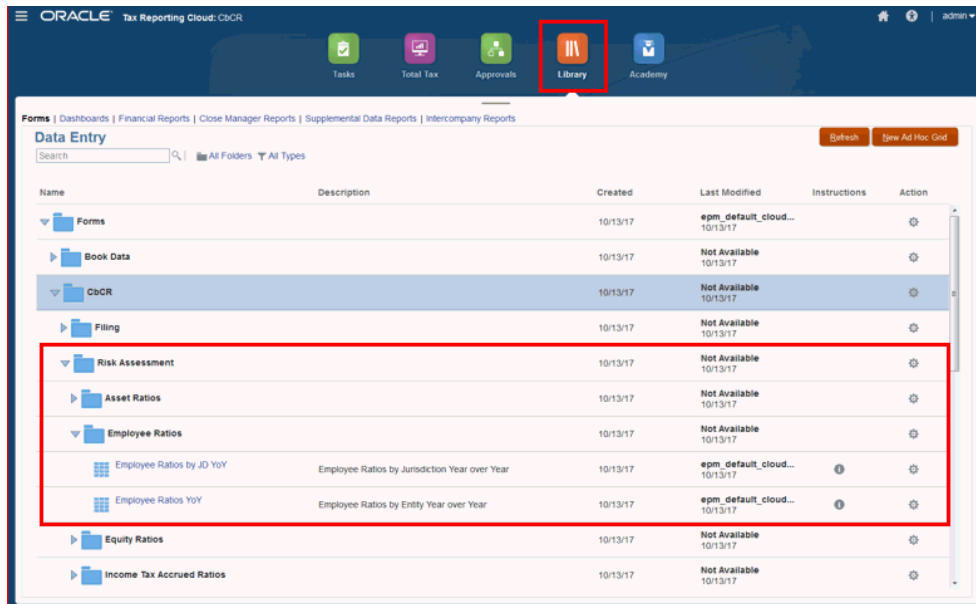 ORACLE Tax Reporting Cloud: CbCR admin
Tasks Total Tax Approvals Library Academy
Forms | Dashboards | Financial Reports | Close Manager Reports | Supplemental Data Reports | Intercompany Reports
Data Entry Refresh New Ad Hoc Grid
Search All Folders All Types
Name Description Created Last Modified Instructions Action
Forms 10/13/17 epm_default_cloud...
10/13/17
Book Data 10/13/17 Not Available
10/13/17
CbCR 10/13/17 Not Available
10/13/17
Filing 10/13/17 Not Available
10/13/17
Risk Assessment 10/13/17 Not Available
10/13/17
Asset Ratios 10/13/17 Not Available
10/13/17
Employee Ratios 10/13/17 Not Available
10/13/17
Employee Ratios by JD YoY Employee Ratios by Jurisdiction Year over Year 10/13/17 epm_default_cloud...
10/13/17
Employee Ratios YoY Employee Ratios by Entity Year over Year 10/13/17 epm_default_cloud...
10/13/17
Equity Ratios 10/13/17 Not Available
10/13/17
Income Tax Accrued Ratios 10/13/17 Not Available
10/13/17